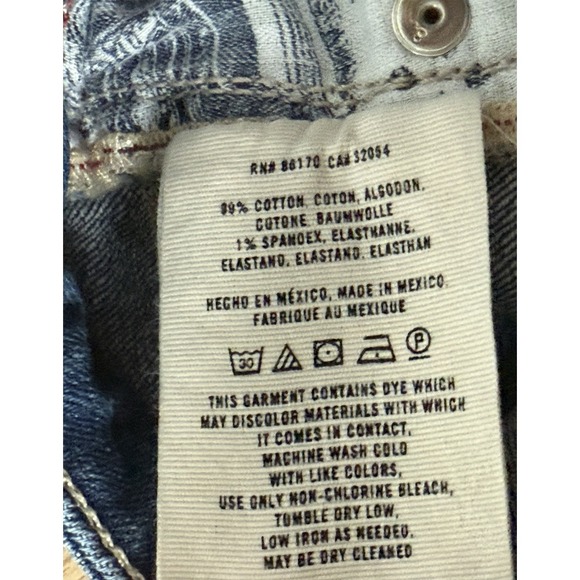 RN# 86170 CA# 32054
99% COTTON, COTON, ALGODON,
COTONE, BAUMWOLLE
1% SPANDEX, ELASTHANNE,
ELASTANO, ELASTAND, ELASTHAN
HECHO EN MÉXICO, MADE IN MEXICO
FABRIQUE AU MEXIQUE
30 P
THIS GARMENT CONTAINS DYE WHICH
MAY DISCOLOR MATERIALS WITH WHICH
IT COMES IN CONTACT,
MACHINE WASH COLD
WITH LIKE COLORS,
USE ONLY NON-CHLORINE BLEACH,
TUMBLE DRY LOW,
LOW IRON AS NEEDED,
MAY BE DRY CLEANED